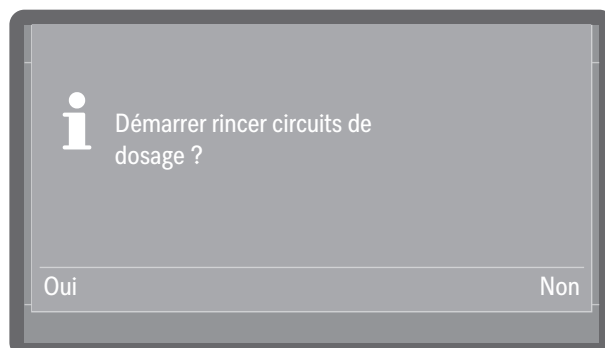 Démarrer rincer circuits de
dosage ?
Oui
Non